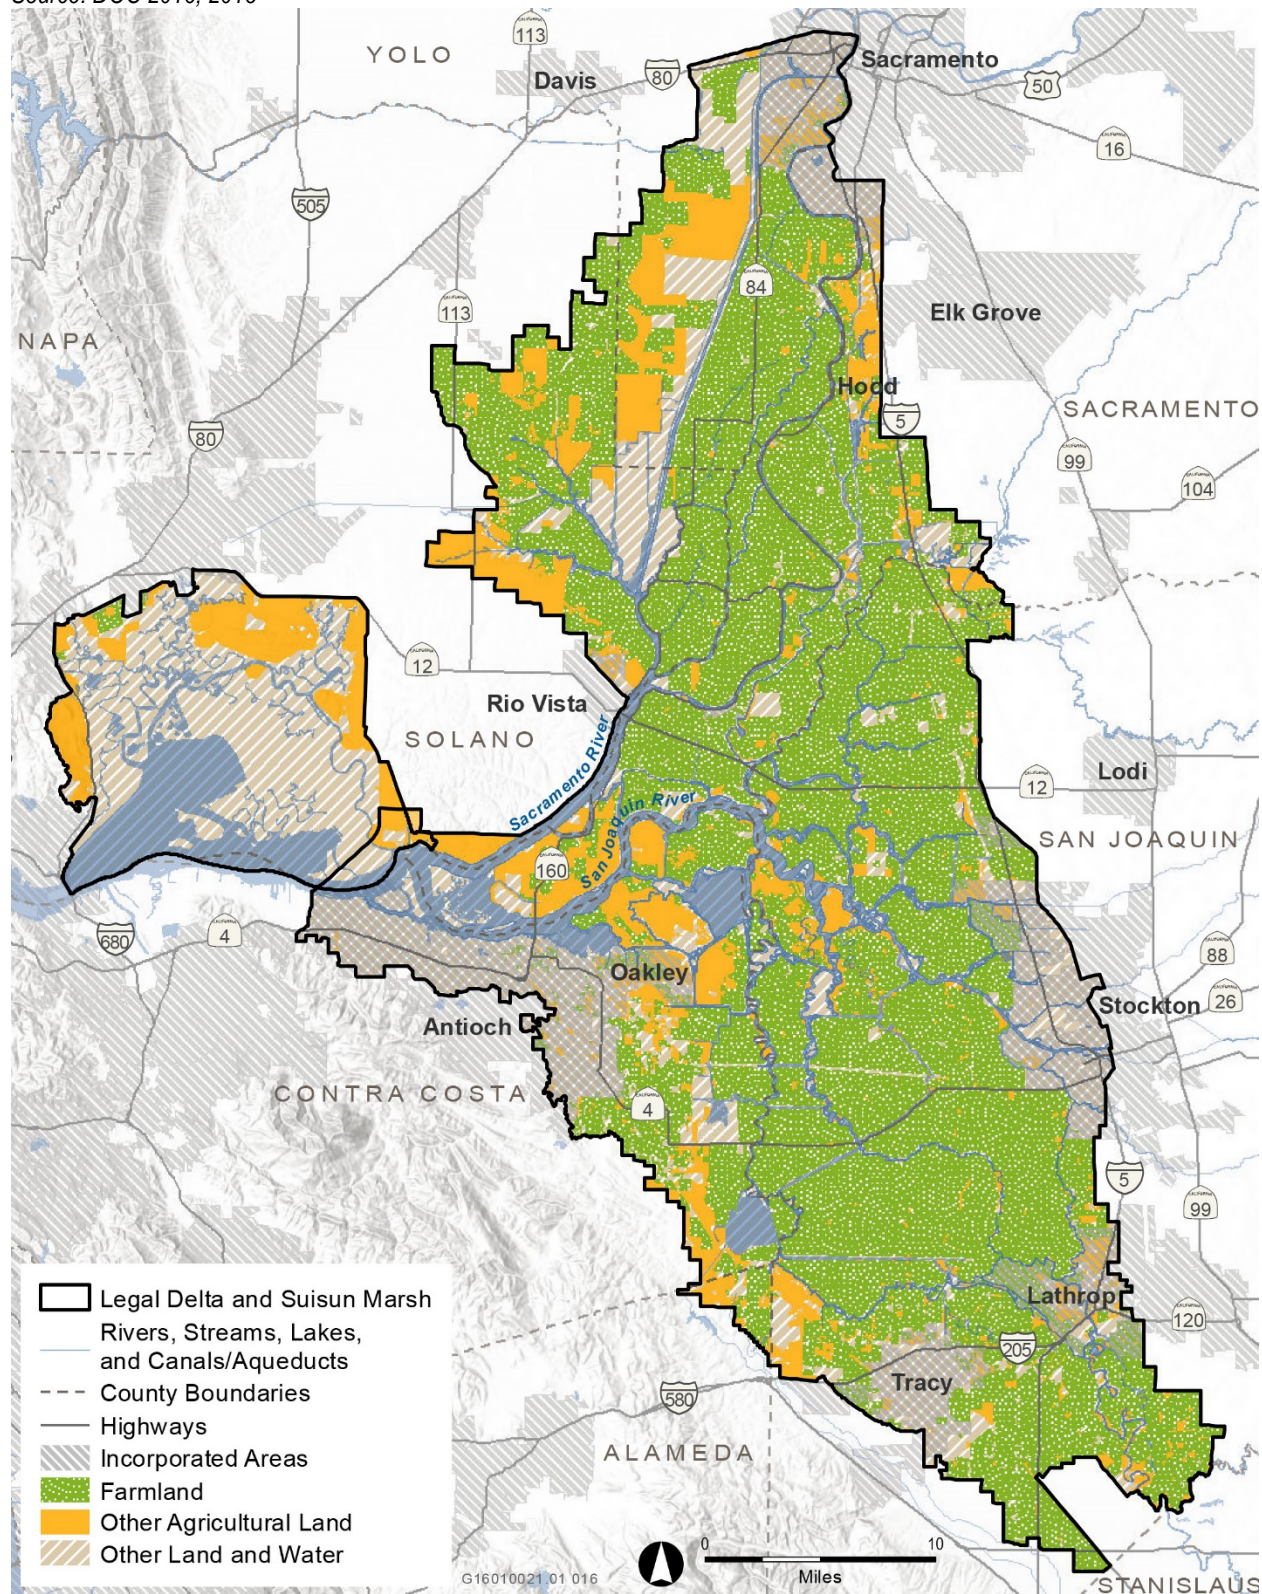 Source: DOC 2016, 2018
113
YOLO
Davis
80
Sacramento
50
16
505
84
113
Elk Grove
NAPA
Hood
5
SACRAMENTO
80
99
104
12
Rio Vista
SOLANO
Sacramento River
Lodi
12
San Joaquin River
SAN JOAQUIN
160
680
4
88
Oakley
26
Antioch
Stockton
CONTRA COSTA
4
5
99
Lathrop
120
205
Tracy
580
ALAMEDA
STANISLAUS
Legal Delta and Suisun Marsh
Rivers, Streams, Lakes,
and Canals/Aqueducts
County Boundaries
Highways
Incorporated Areas
Farmland
Other Agricultural Land
Other Land and Water
G16010021 01 016
0
10
Miles